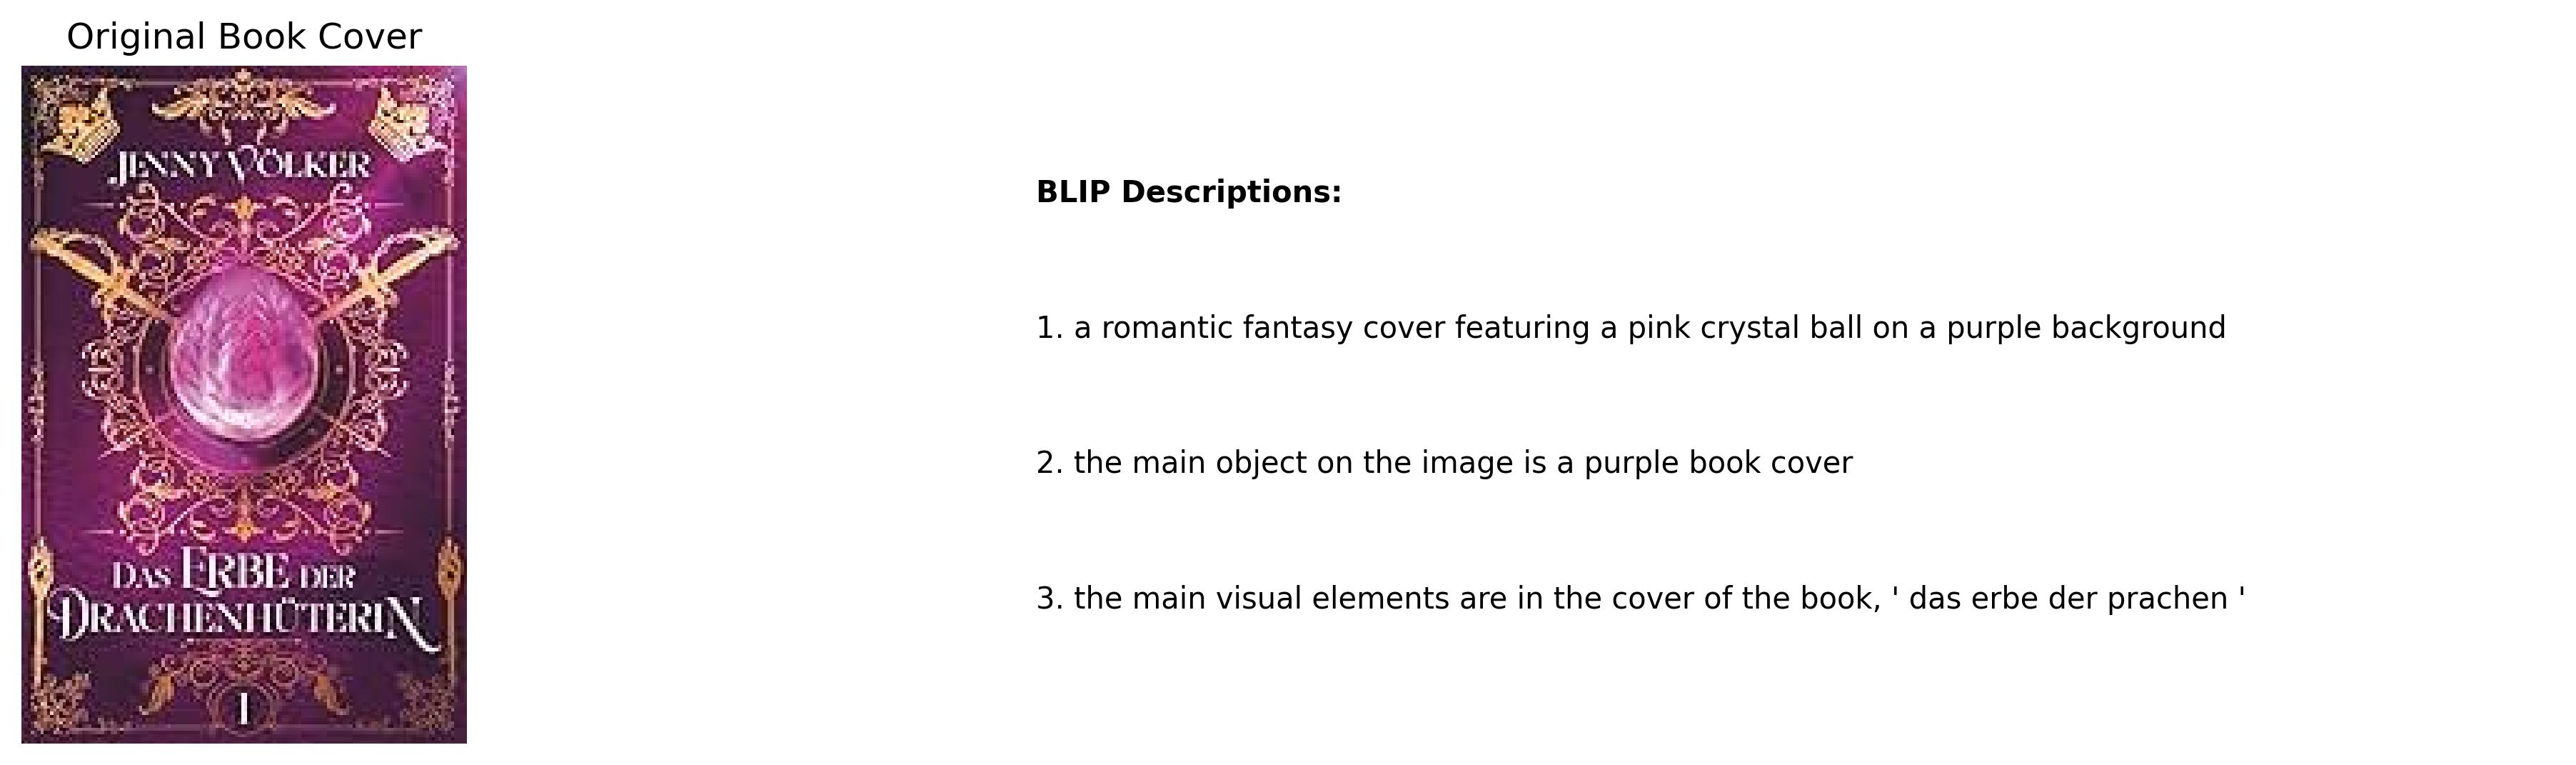 Original Book Cover
JENNY VÖLKER
DAS ERBE DER
DRACHENHÜTERIN
1
BLIP Descriptions:
1. a romantic fantasy cover featuring a pink crystal ball on a purple background
2. the main object on the image is a purple book cover
3. the main visual elements are in the cover of the book, ' das erbe der prachen '